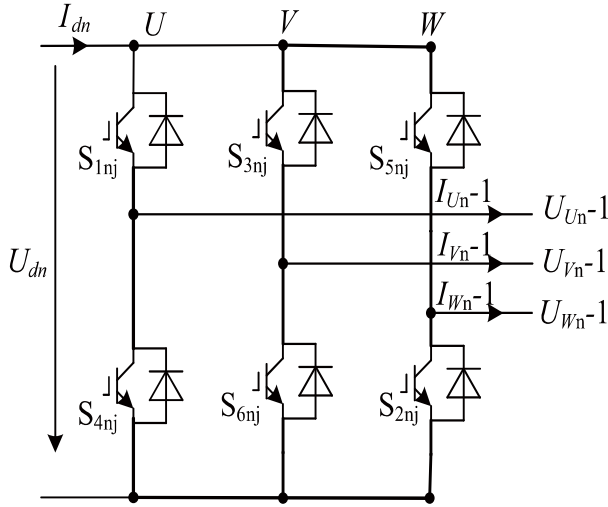 I_dn
U
V
W
S_1nj
S_3nj
S_5nj
I_Un-1
U_Un-1
I_Vn-1
U_Vn-1
U_dn
I_Wn-1
U_Wn-1
S_4nj
S_6nj
S_2nj